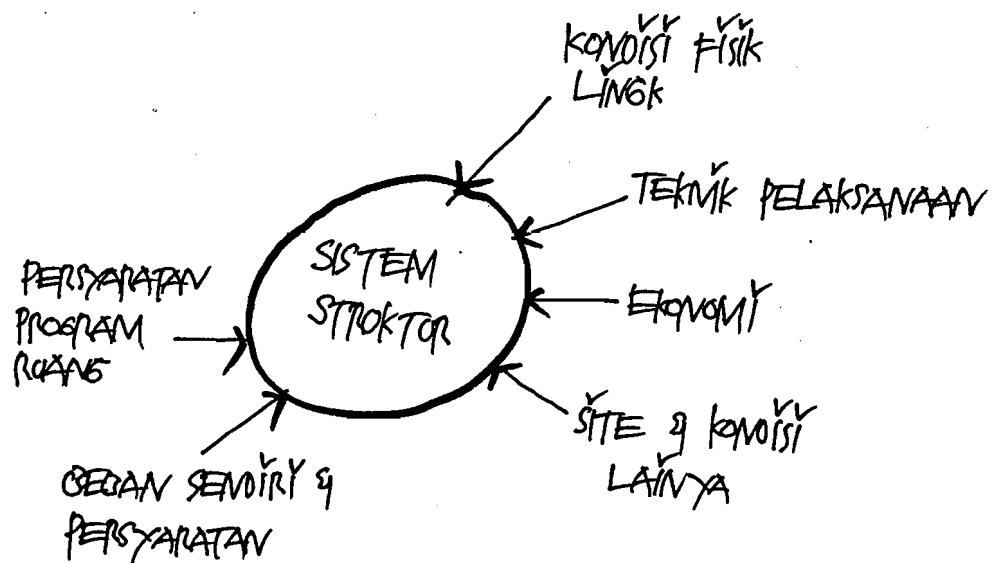 KONDISI FISIK
LINGK
TEKNIK PELAKSANAAN
SISTEM
STRUKTUR
EKONOMI
PERSYARATAN
PROGRAM
RUANG
SITE & KONDISI
LAINYA
BEBAN SENDIRI &
PERSYARATAN